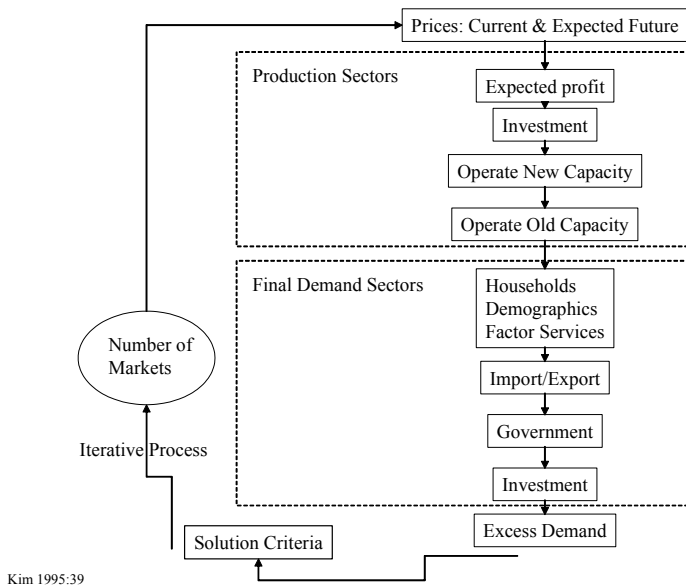 Prices: Current & Expected Future
Production Sectors
Expected profit
Investment
Operate New Capacity
Operate Old Capacity
Final Demand Sectors
Households
Demographics
Factor Services
Number of
Markets
Import/Export
Iterative Process
Government
Investment
Excess Demand
Solution Criteria
Kim 1995:39